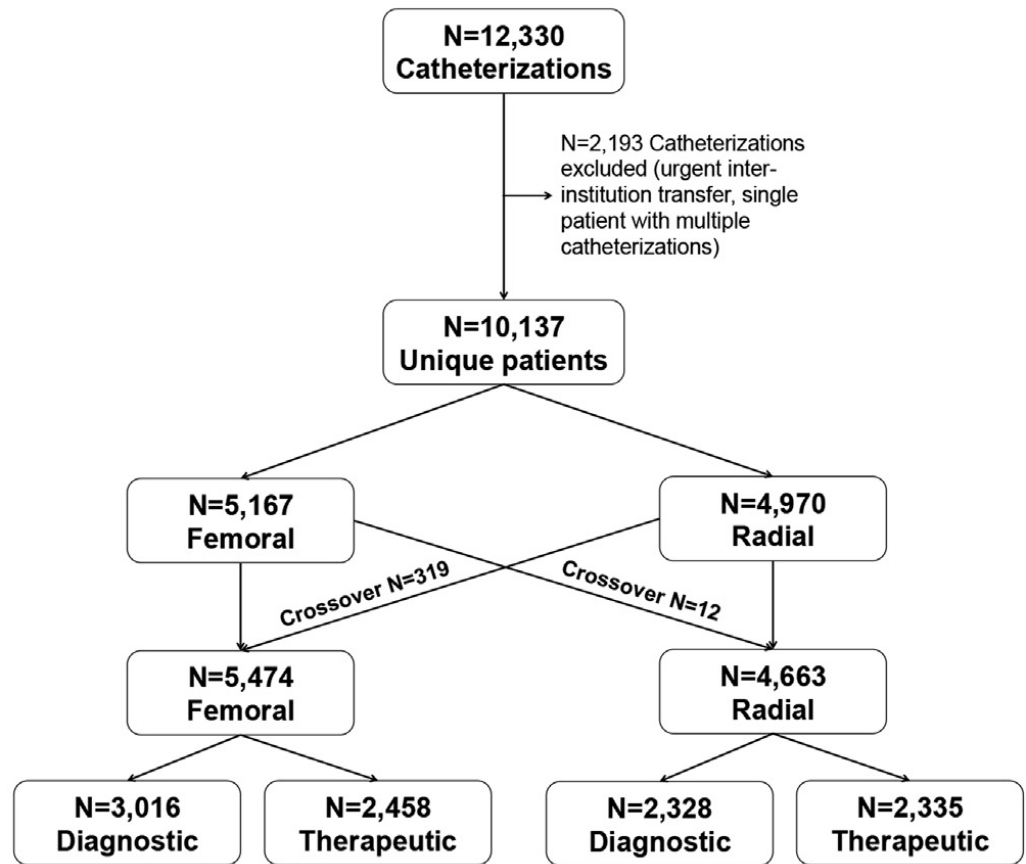 N=12,330
Catheterizations
N=2,193 Catheterizations
excluded (urgent inter-
institution transfer, single
patient with multiple
catheterizations)
N=10,137
Unique patients
N=5,167
Femoral
N=4,970
Radial
Crossover N=319
Crossover N=12
N=5,474
Femoral
N=4,663
Radial
N=3,016
Diagnostic
N=2,458
Therapeutic
N=2,328
Diagnostic
N=2,335
Therapeutic